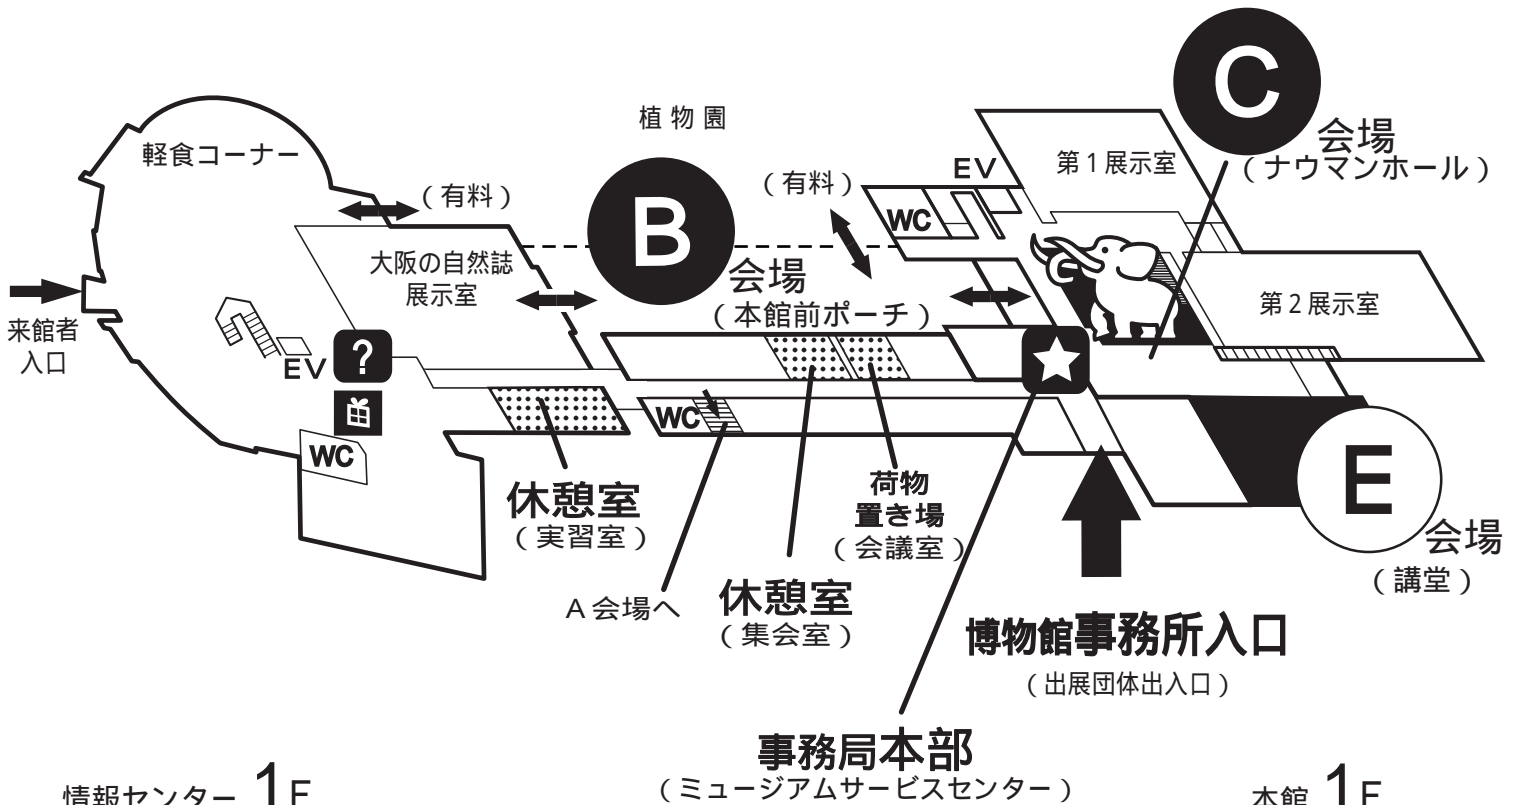 C
会場
（ナウマンホール）
植物園
軽食コーナー
EV
第1展示室
（有料）
（有料）
WC
B
会場
（本館前ポーチ）
大阪の自然誌
展示室
第2展示室
来館者
入口
EV
?
WC
WC
休憩室
（実習室）
荷物
置き場
（会議室）
E
会場
（講堂）
A会場へ
休憩室
（集会室）
博物館事務所入口
（出展団体出入口）
事務局本部
（ミュージアムサービスセンター）
情報センター 1F
本館 1F